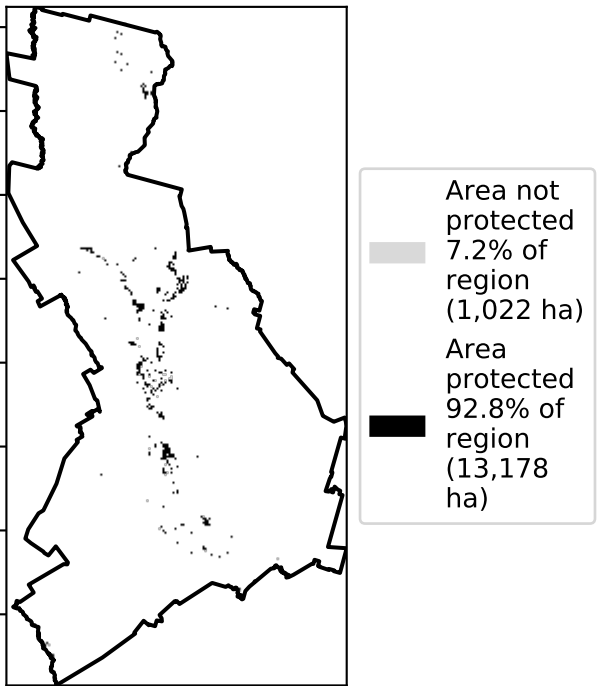 Area not
protected
7.2% of
region
(1,022 ha)
Area
protected
92.8% of
region
(13,178
ha)